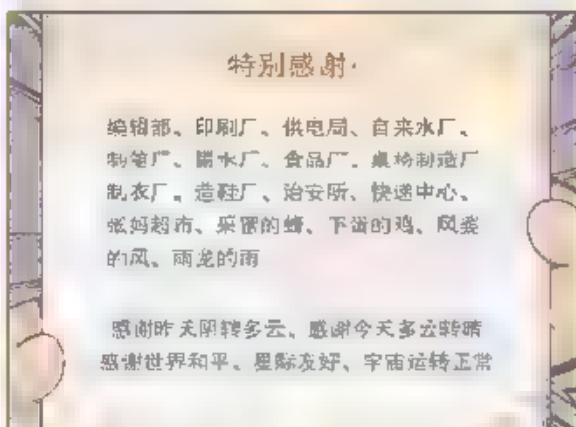 特别感谢·
编辑部、印刷厂、供电局、自来水厂、
制笔厂、墨水厂、食品厂、桌椅制造厂
制衣厂、造鞋厂、治安所、快递中心、
张妈超市、采蜜的蜂、下蛋的鸡、风娄
的风、雨龙的雨
感谢昨天阴转多云、感谢今天多云转晴
感谢世界和平、星际友好、宇宙运转正常